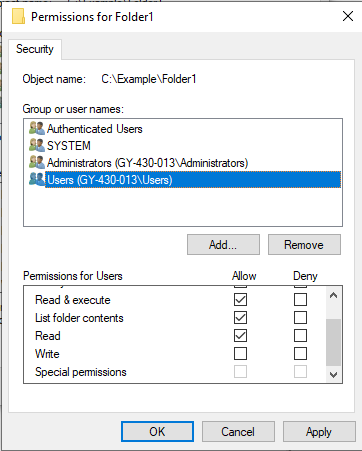 Permissions for Folder1
Security
Object name: C:\Example\Folder1
Group or user names:
Authenticated Users
SYSTEM
Administrators (GY-430-013\Administrators)
Users (GY-430-013\Users)
Add... Remove
Permissions for Users Allow Deny
Read & execute
List folder contents
Read
Write
Special permissions
OK Cancel Apply